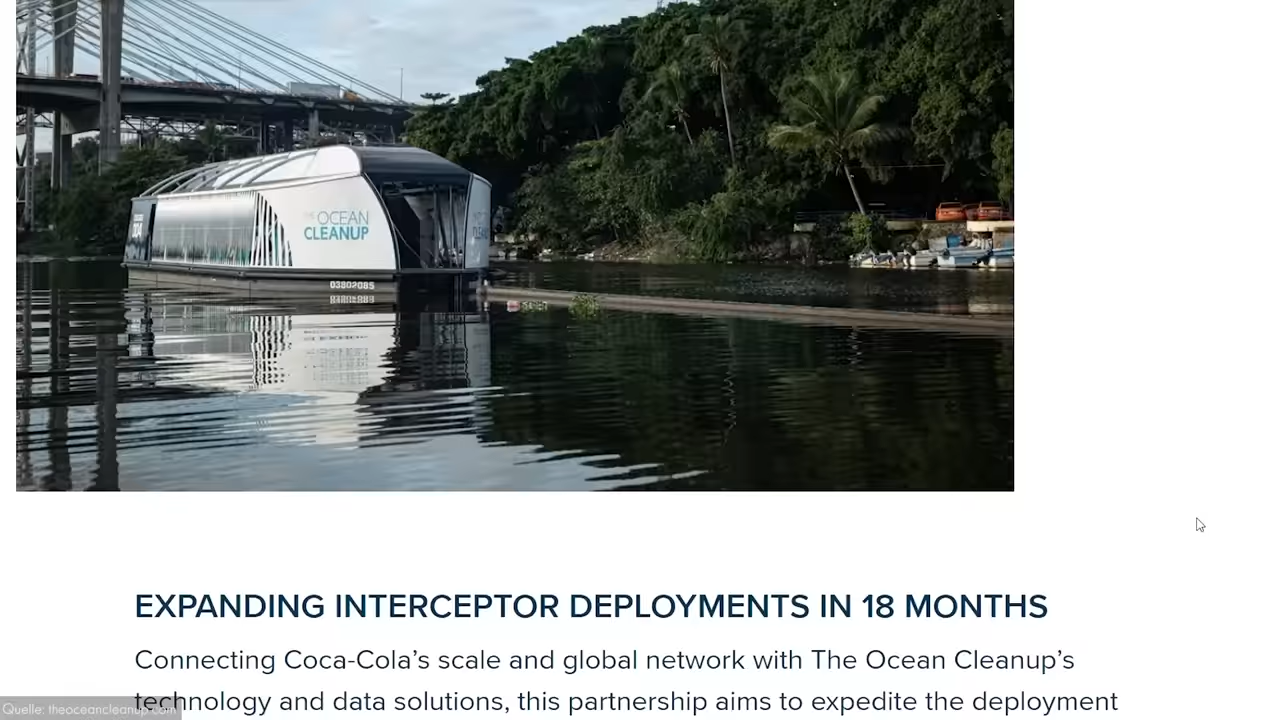 THE OCEAN
CLEANUP
03802085
EXPANDING INTERCEPTOR DEPLOYMENTS IN 18 MONTHS
Connecting Coca-Cola’s scale and global network with The Ocean Cleanup’s
technology and data solutions, this partnership aims to expedite the deployment
Quelle: theoceancleanup.com